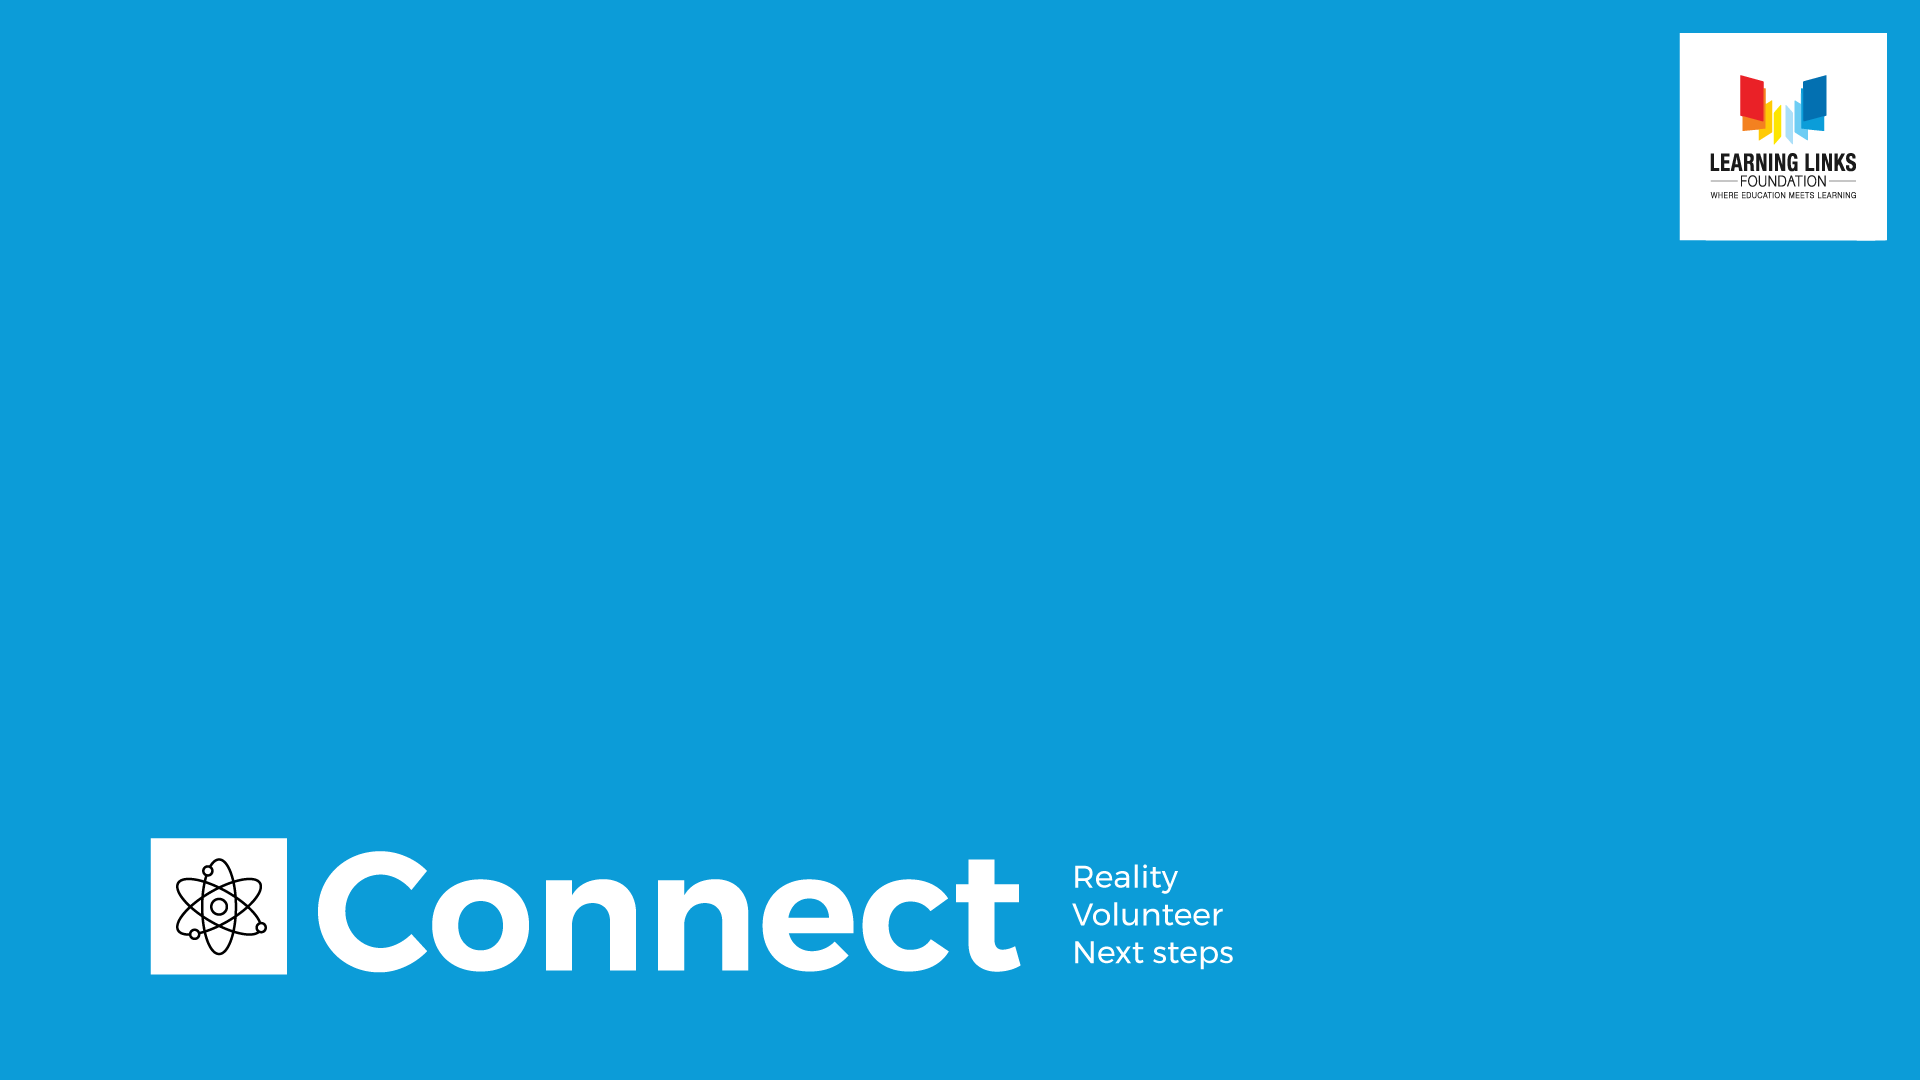 LEARNING LINKS
FOUNDATION
WHERE EDUCATION MEETS LEARNING
Connect
Reality
Volunteer
Next steps